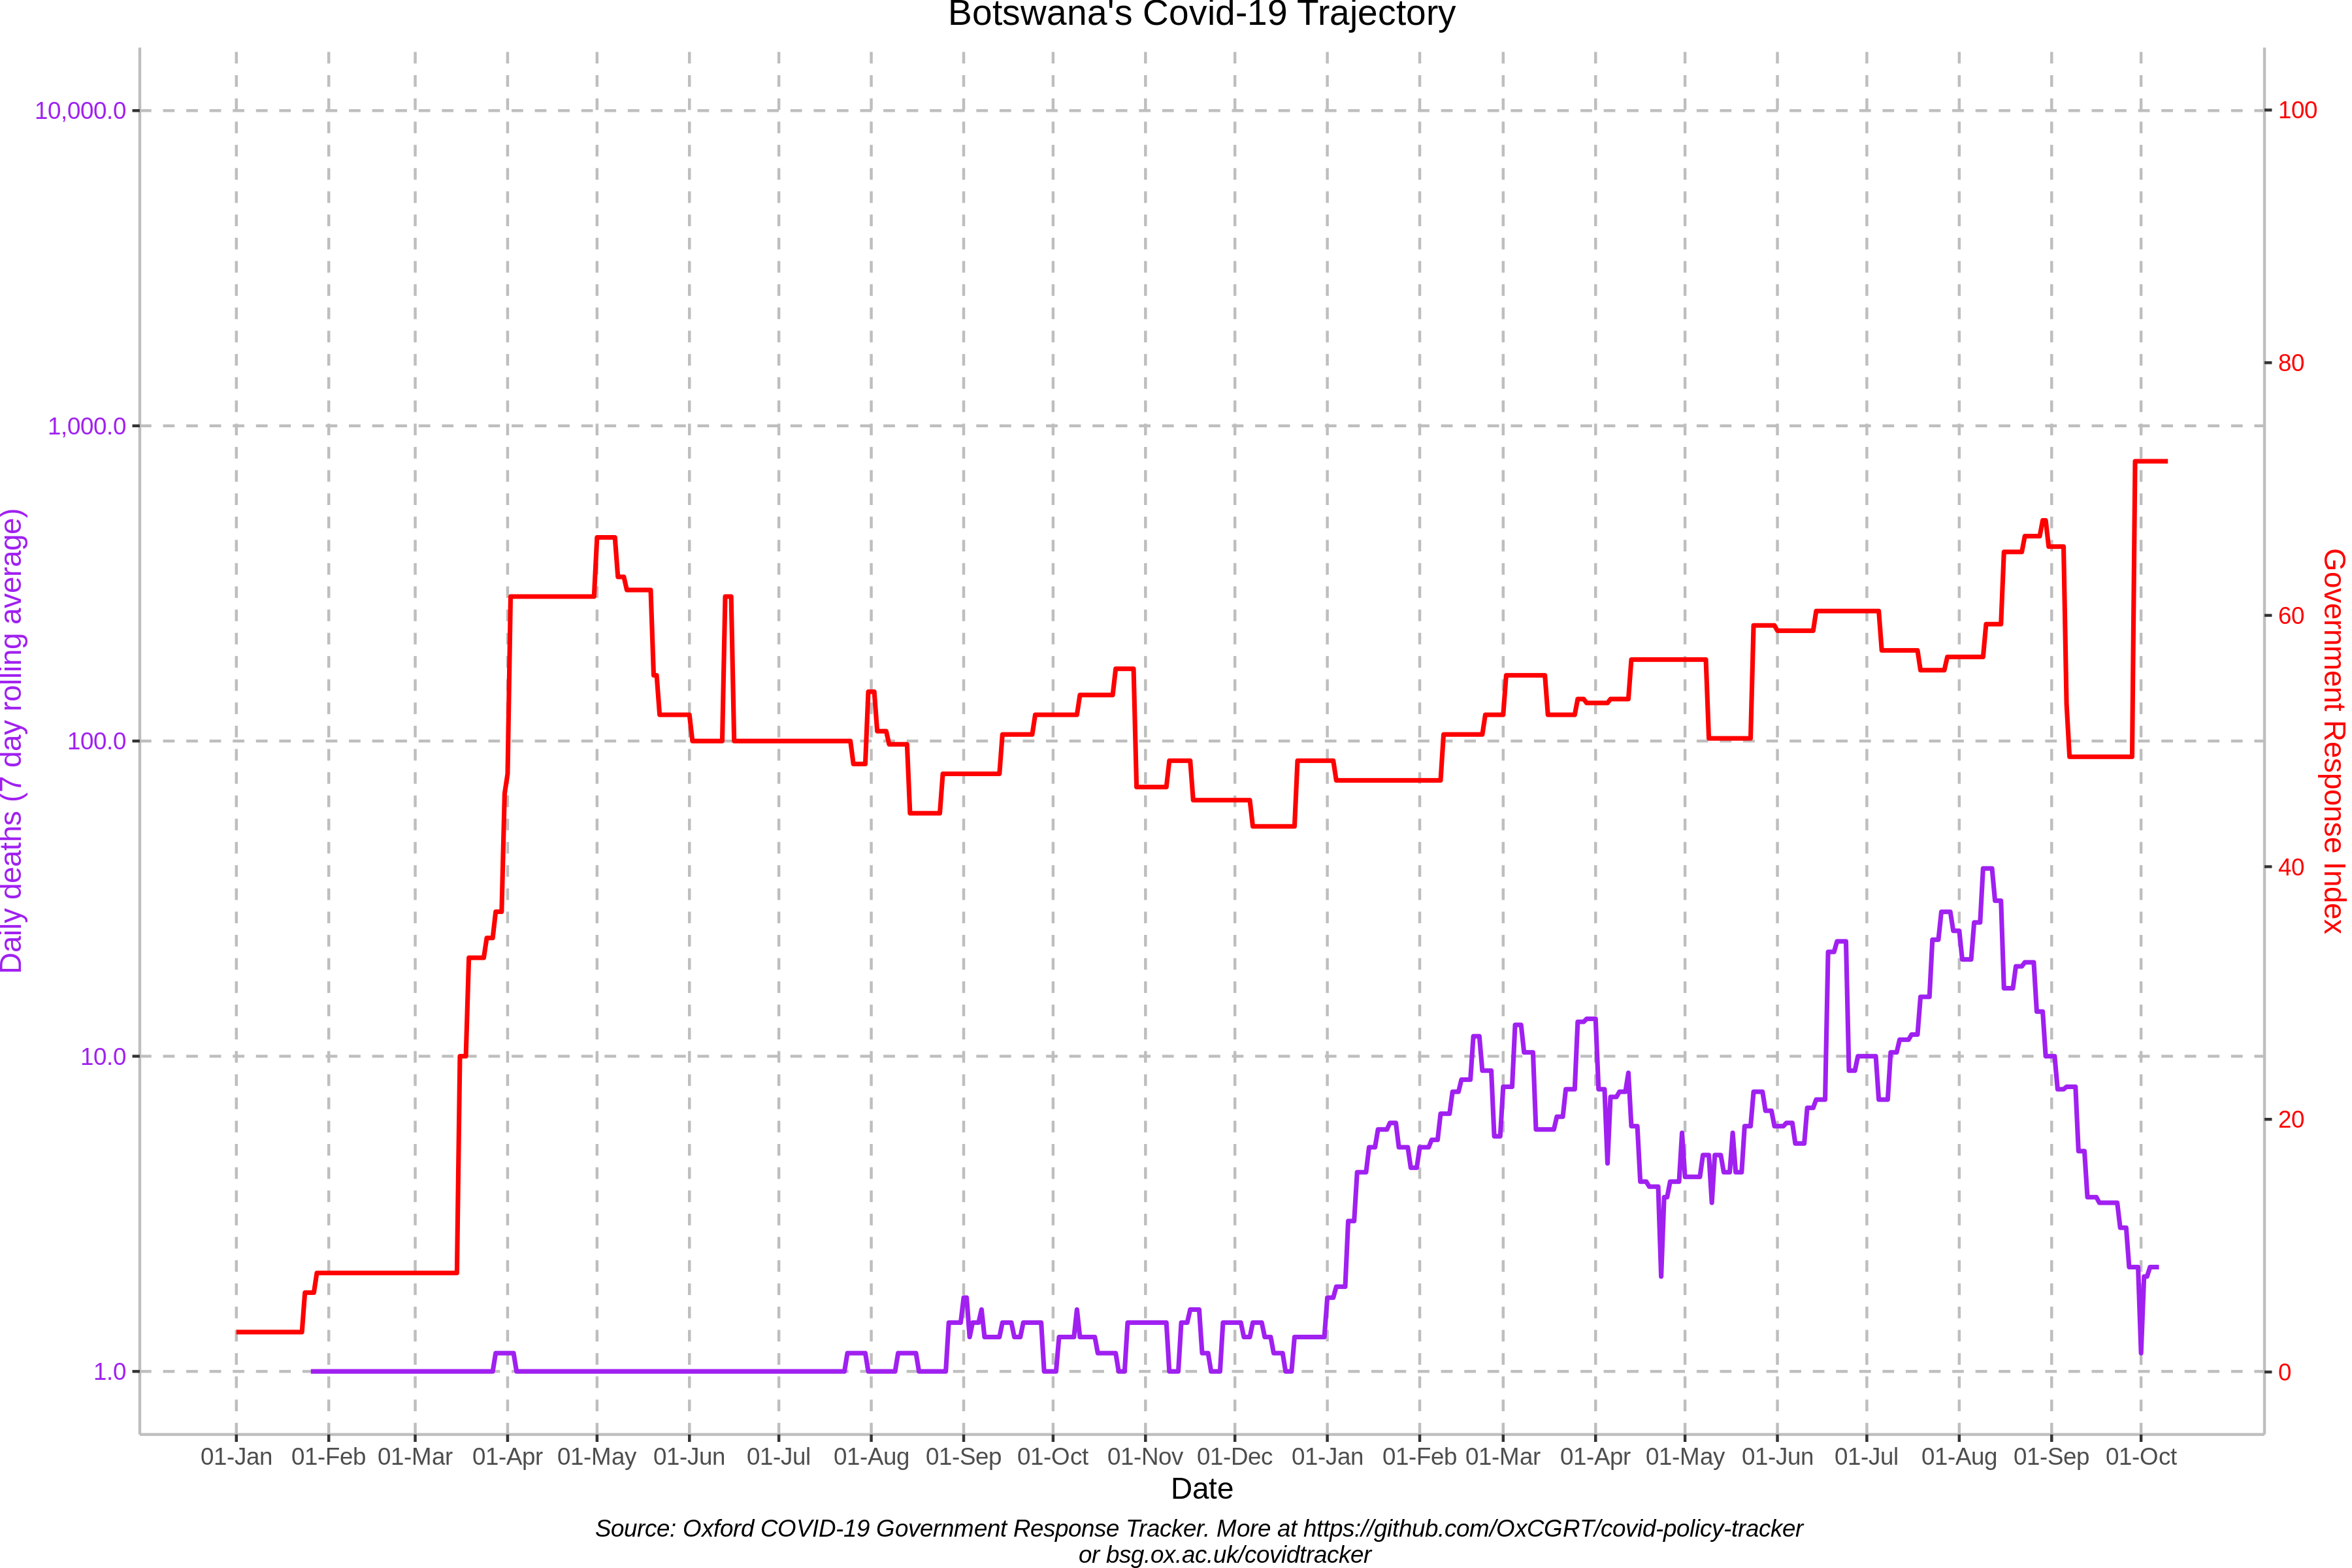 Botswana's Covid-19 Trajectory
10,000.0
1,000.0
100.0
10.0
1.0
Daily deaths (7 day rolling average)
100
80
60
40
20
0
Government Response Index
01-Jan 01-Feb 01-Mar 01-Apr 01-May 01-Jun 01-Jul 01-Aug 01-Sep 01-Oct 01-Nov 01-Dec 01-Jan 01-Feb 01-Mar 01-Apr 01-May 01-Jun 01-Jul 01-Aug 01-Sep 01-Oct
Date
Source: Oxford COVID-19 Government Response Tracker. More at https://github.com/OxCGRT/covid-policy-tracker
or bsg.ox.ac.uk/covidtracker